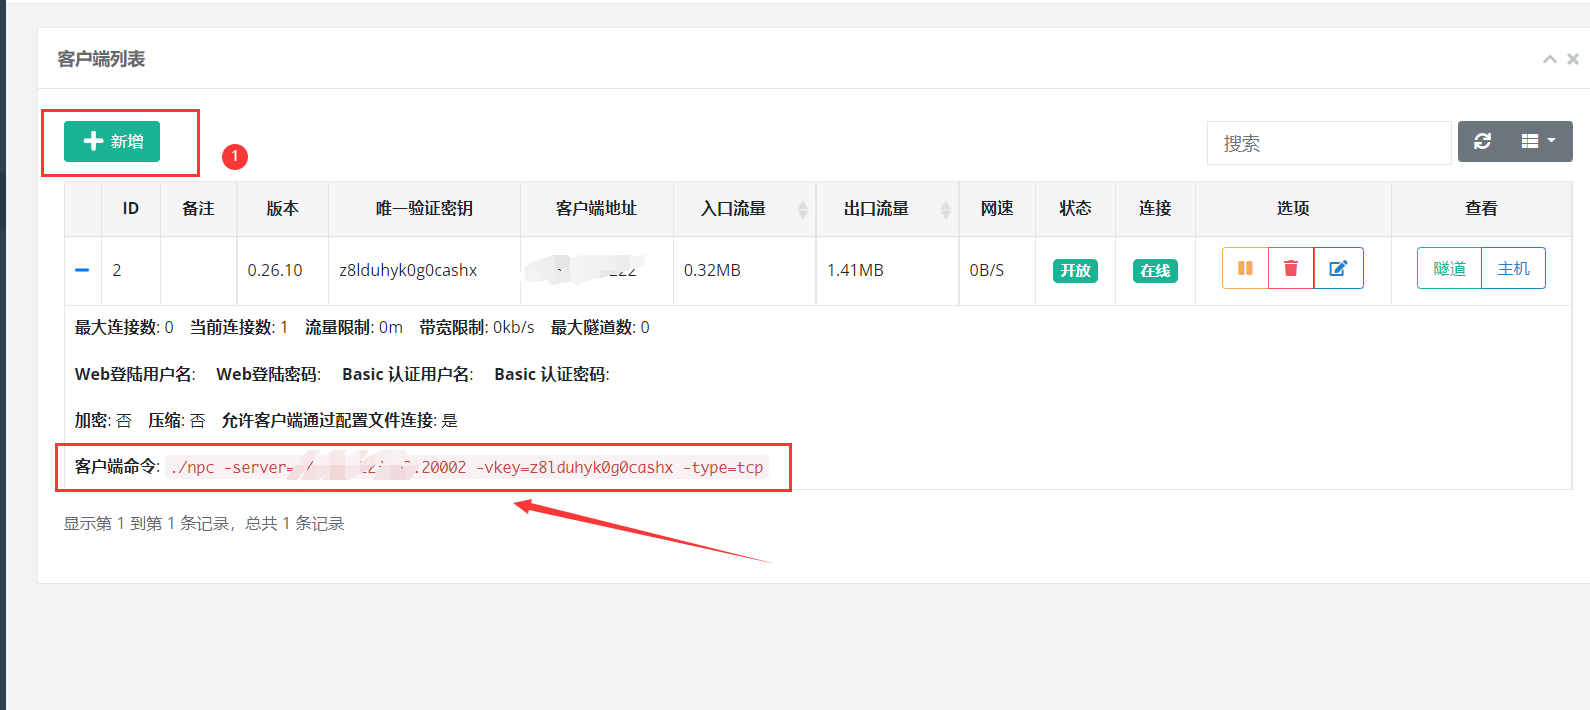 客户端列表
新增
1
搜索
ID 备注 版本 唯一验证密钥 客户端地址 入口流量 出口流量 网速 状态 连接 选项 查看
2 0.26.10 z8lduhyk0g0cashx 0.32MB 1.41MB 0B/S 开放 在线 隧道 主机
最大连接数: 0 当前连接数: 1 流量限制: 0m 带宽限制: 0kb/s 最大隧道数: 0
Web登陆用户名: Web登陆密码: Basic 认证用户名: Basic 认证密码:
加密: 否 压缩: 否 允许客户端通过配置文件连接: 是
客户端命令: ./npc -server= 20002 -vkey=z8lduhyk0g0cashx -type=tcp
显示第 1 到第 1 条记录，总共 1 条记录